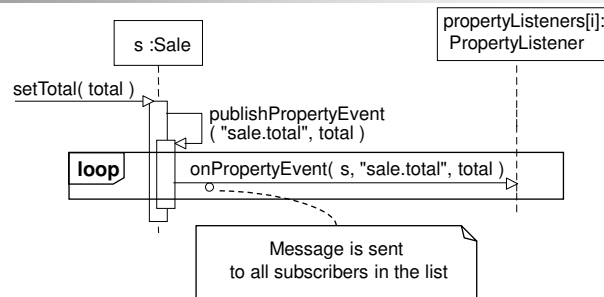 propertyListeners[i]:
PropertyListener
s :Sale
setTotal( total )
publishPropertyEvent
( "sale.total", total )
loop
onPropertyEvent( s, "sale.total", total )
Message is sent
to all subscribers in the list